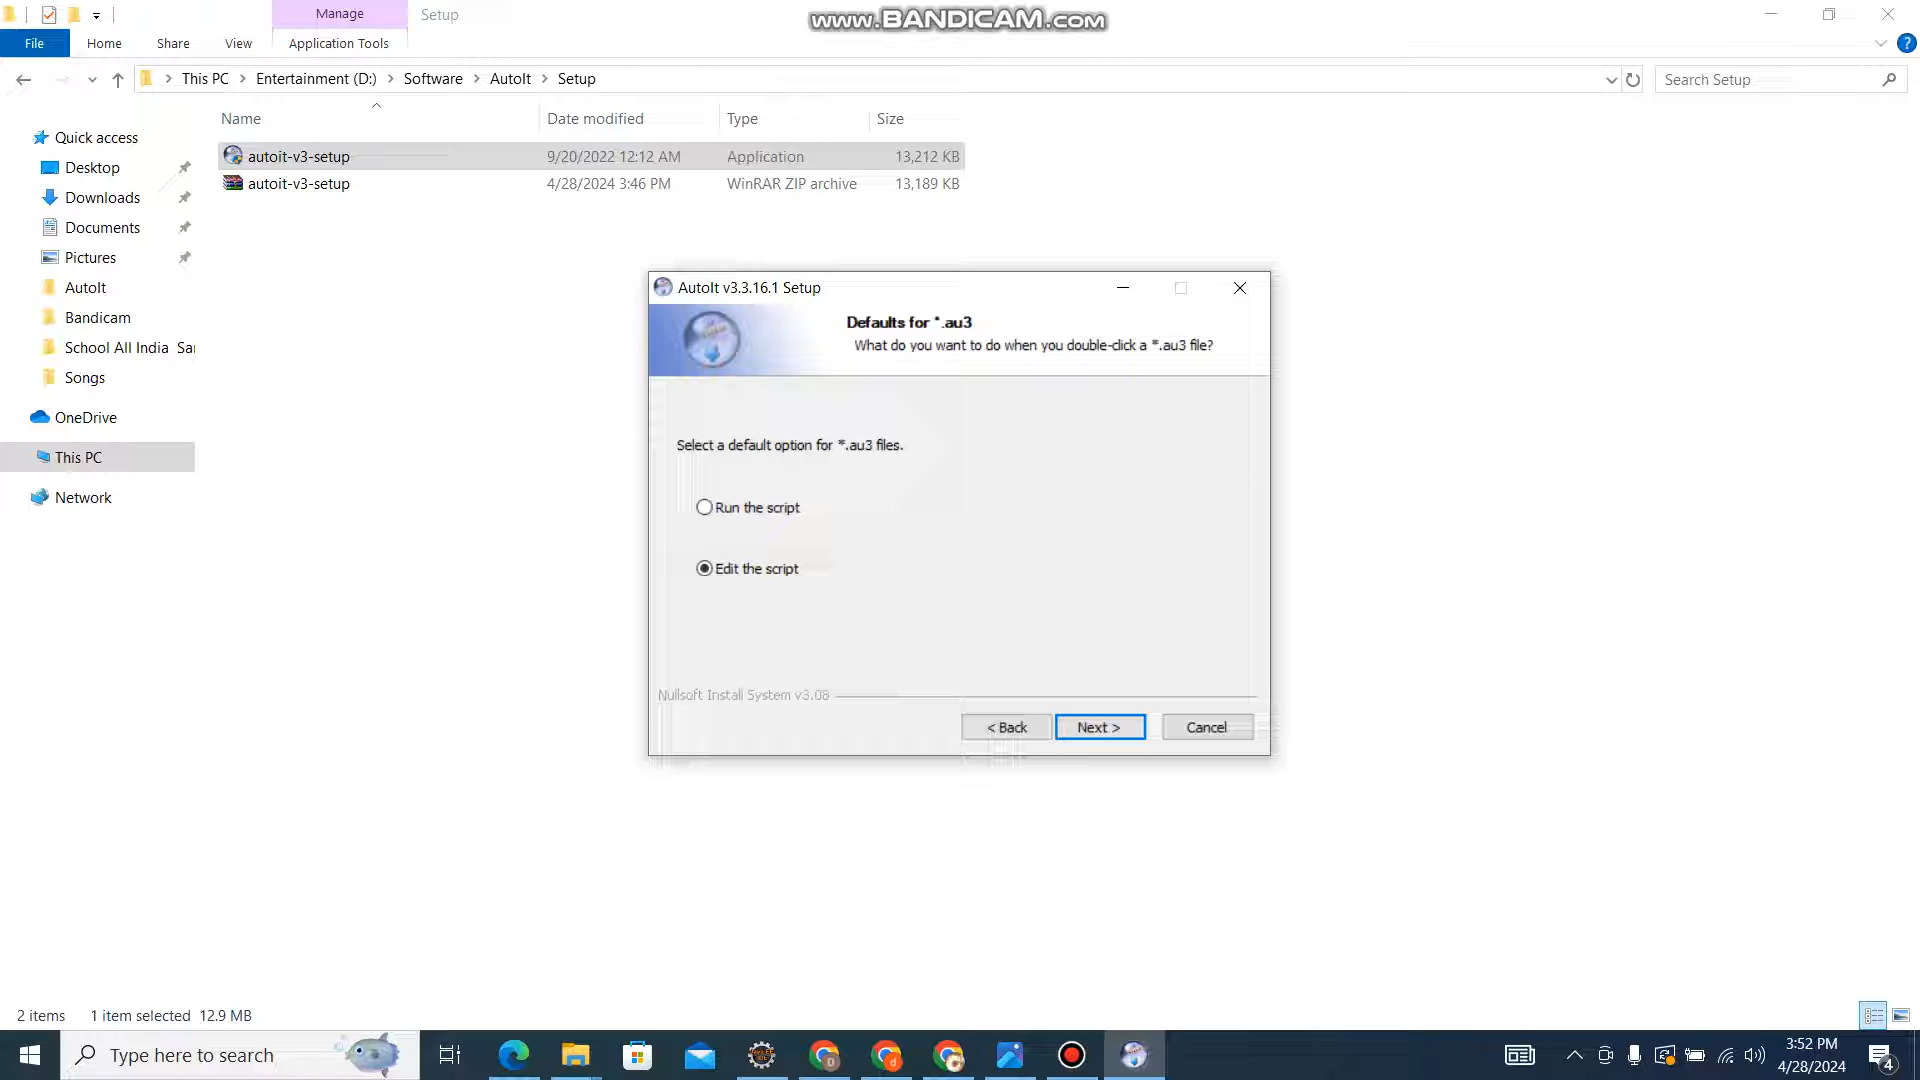 Manage
Setup
www.BANDICAM.com
File
Home
Share
View
Application Tools
This PC
Entertainment (D:)
Software
AutoIt
Setup
Search Setup
Name
Date modified
Type
Size
autoit-v3-setup
9/20/2022 12:12 AM
Application
13,212 KB
autoit-v3-setup
4/28/2024 3:46 PM
WinRAR ZIP archive
13,189 KB
Quick access
Desktop
Downloads
Documents
Pictures
AutoIt
Bandicam
School All India Sar
Songs
OneDrive
This PC
Network
AutoIt v3.3.16.1 Setup
Defaults for *.au3
What do you want to do when you double-click a *.au3 file?
Select a default option for *.au3 files.
Run the script
Edit the script
Nullsoft Install System v3.08
< Back
Next >
Cancel
2 items
1 item selected 12.9 MB
Type here to search
3:52 PM
4/28/2024
4